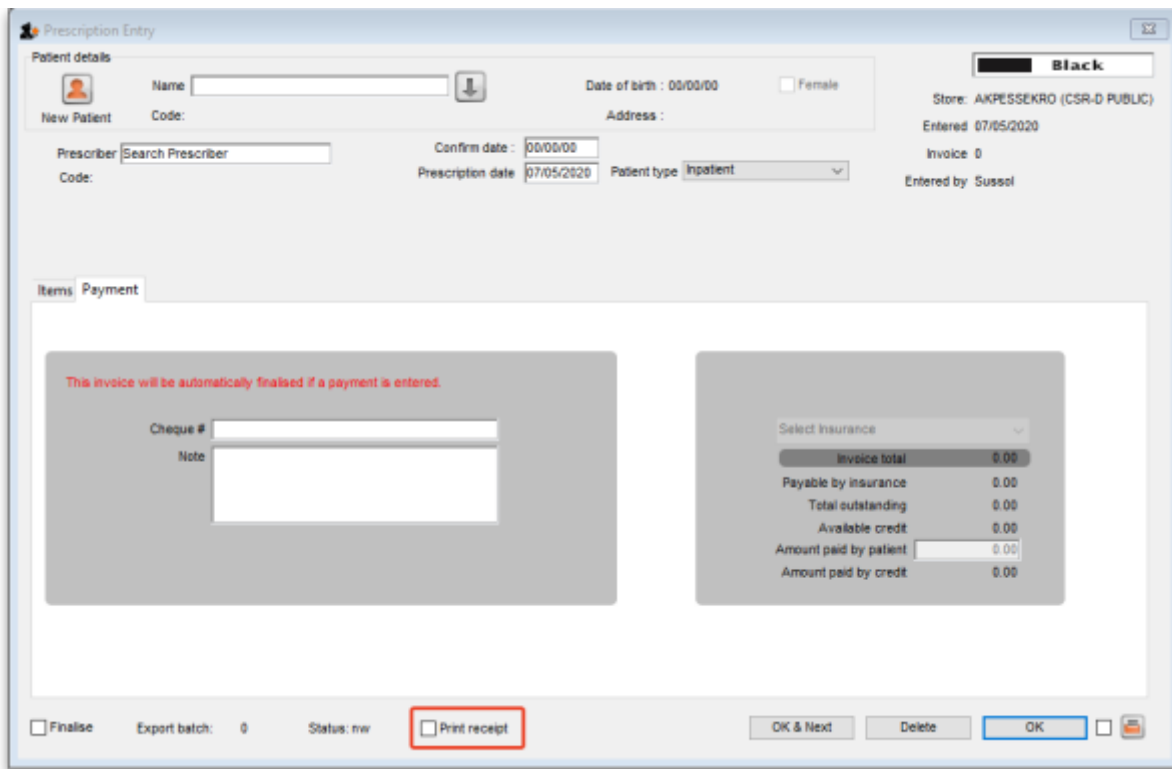 Prescription Entry
Patient details
Black
Name
Date of birth : 00/00/00
Female
Store: AKPESSEKRO (CSR-D PUBLIC)
New Patient
Code:
Address :
Entered 07/05/2020
Prescriber Search Prescriber
Confirm date : 00/00/00
Invoice 0
Code:
Prescription date 07/05/2020
Patient type Inpatient
Entered by Sussol
Items Payment
This invoice will be automatically finalised if a payment is entered.
Cheque #
Note
Select Insurance
Invoice total 0.00
Payable by insurance 0.00
Total outstanding 0.00
Available credit 0.00
Amount paid by patient 0.00
Amount paid by credit 0.00
Finalise
Export batch: 0
Status: nw
Print receipt
OK & Next
Delete
OK